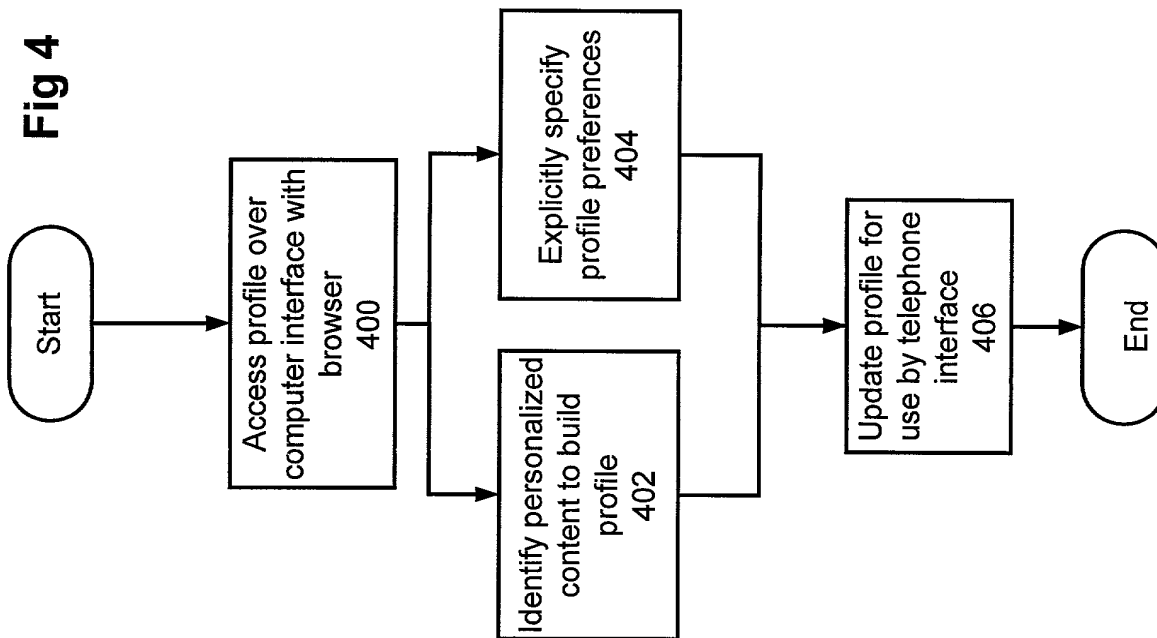 Fig 4
Start
Access profile over
computer interface with
browser
400
Identify personalized
content to build
profile
402
Explicitly specify
profile preferences
404
Update profile for
use by telephone
interface
406
End